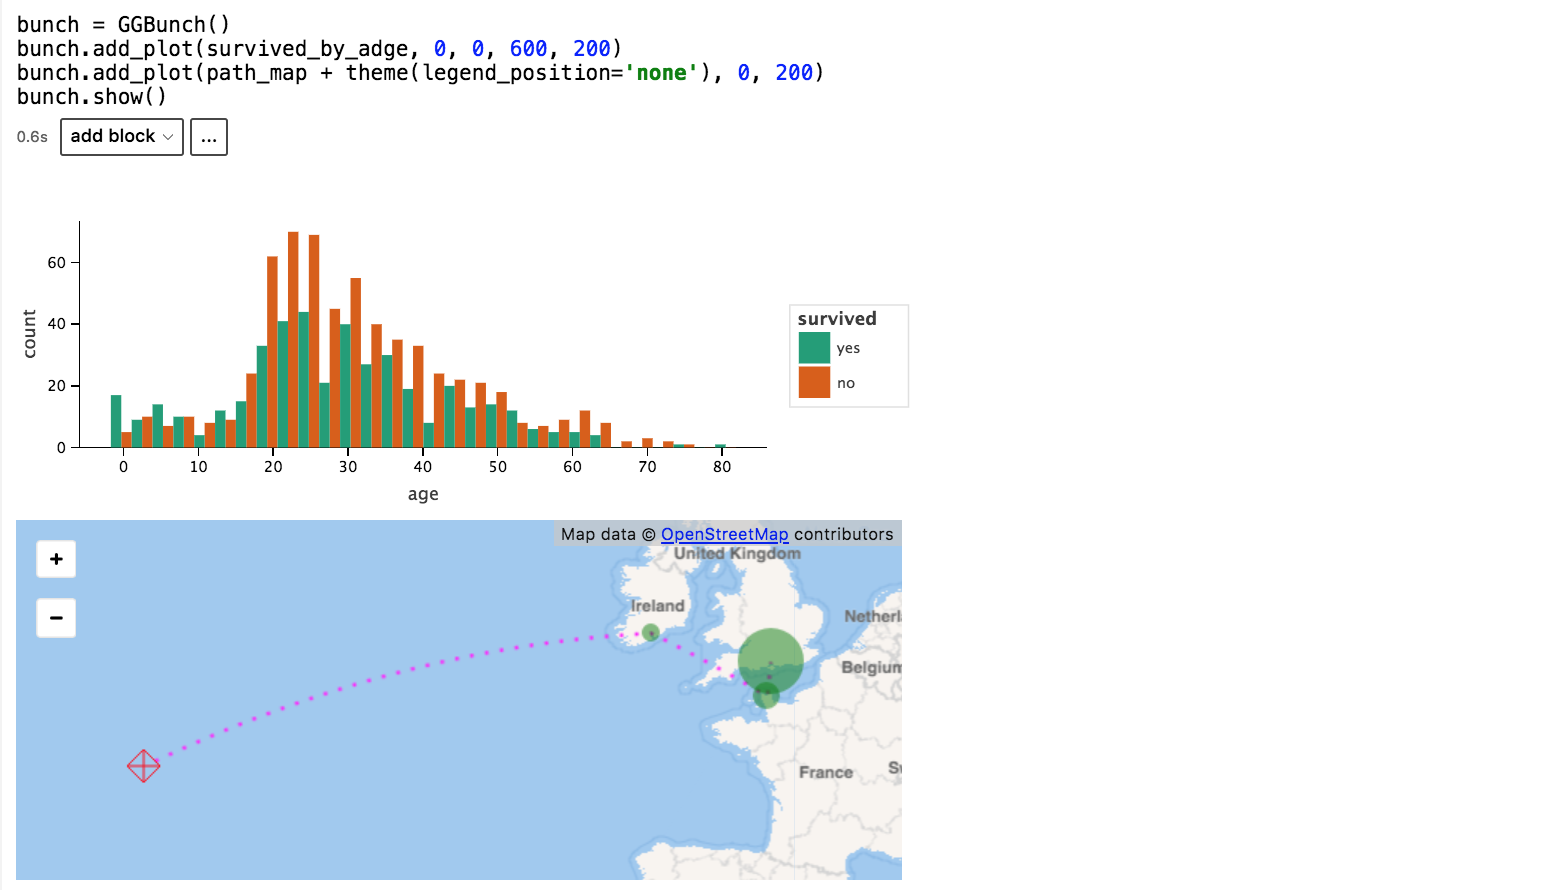 bunch = GGBunch()
bunch.add_plot(survived_by_adge, 0, 0, 600, 200)
bunch.add_plot(path_map + theme(legend_position='none'), 0, 200)
bunch.show()
0.6s add block ...
60
40
20
0
count
0 10 20 30 40 50 60 70 80
age
survived
yes
no
Map data © OpenStreetMap contributors
+
−
United Kingdom
Ireland
Netherl
Belgium
France
Sw